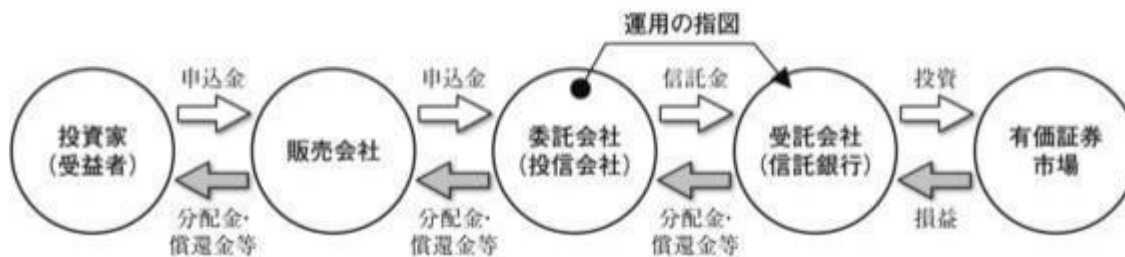 運用の指図
申込金
申込金
信託金
投資
投資家
(受益者)
販売会社
委託会社
(投信会社)
受託会社
(信託銀行)
有価証券
市場
分配金・
償還金等
分配金・
償還金等
分配金・
償還金等
損益